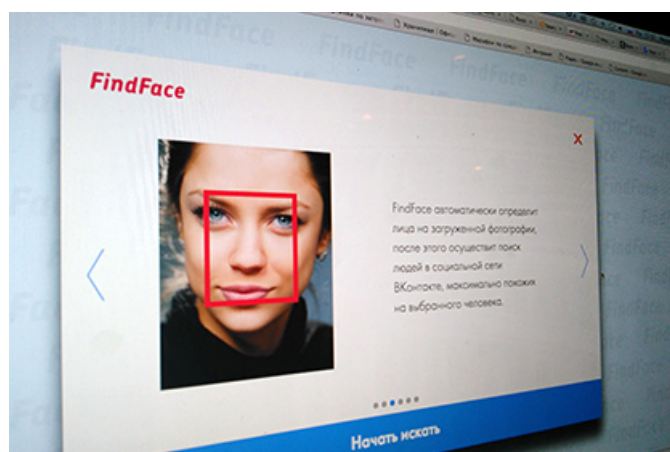 FindFace
FindFace автоматически определит
лица на загруженной фотографии,
после этого осуществит поиск
людей в социальной сети
ВКонтакте, максимально похожих
на выбранного человека.
Начать искать